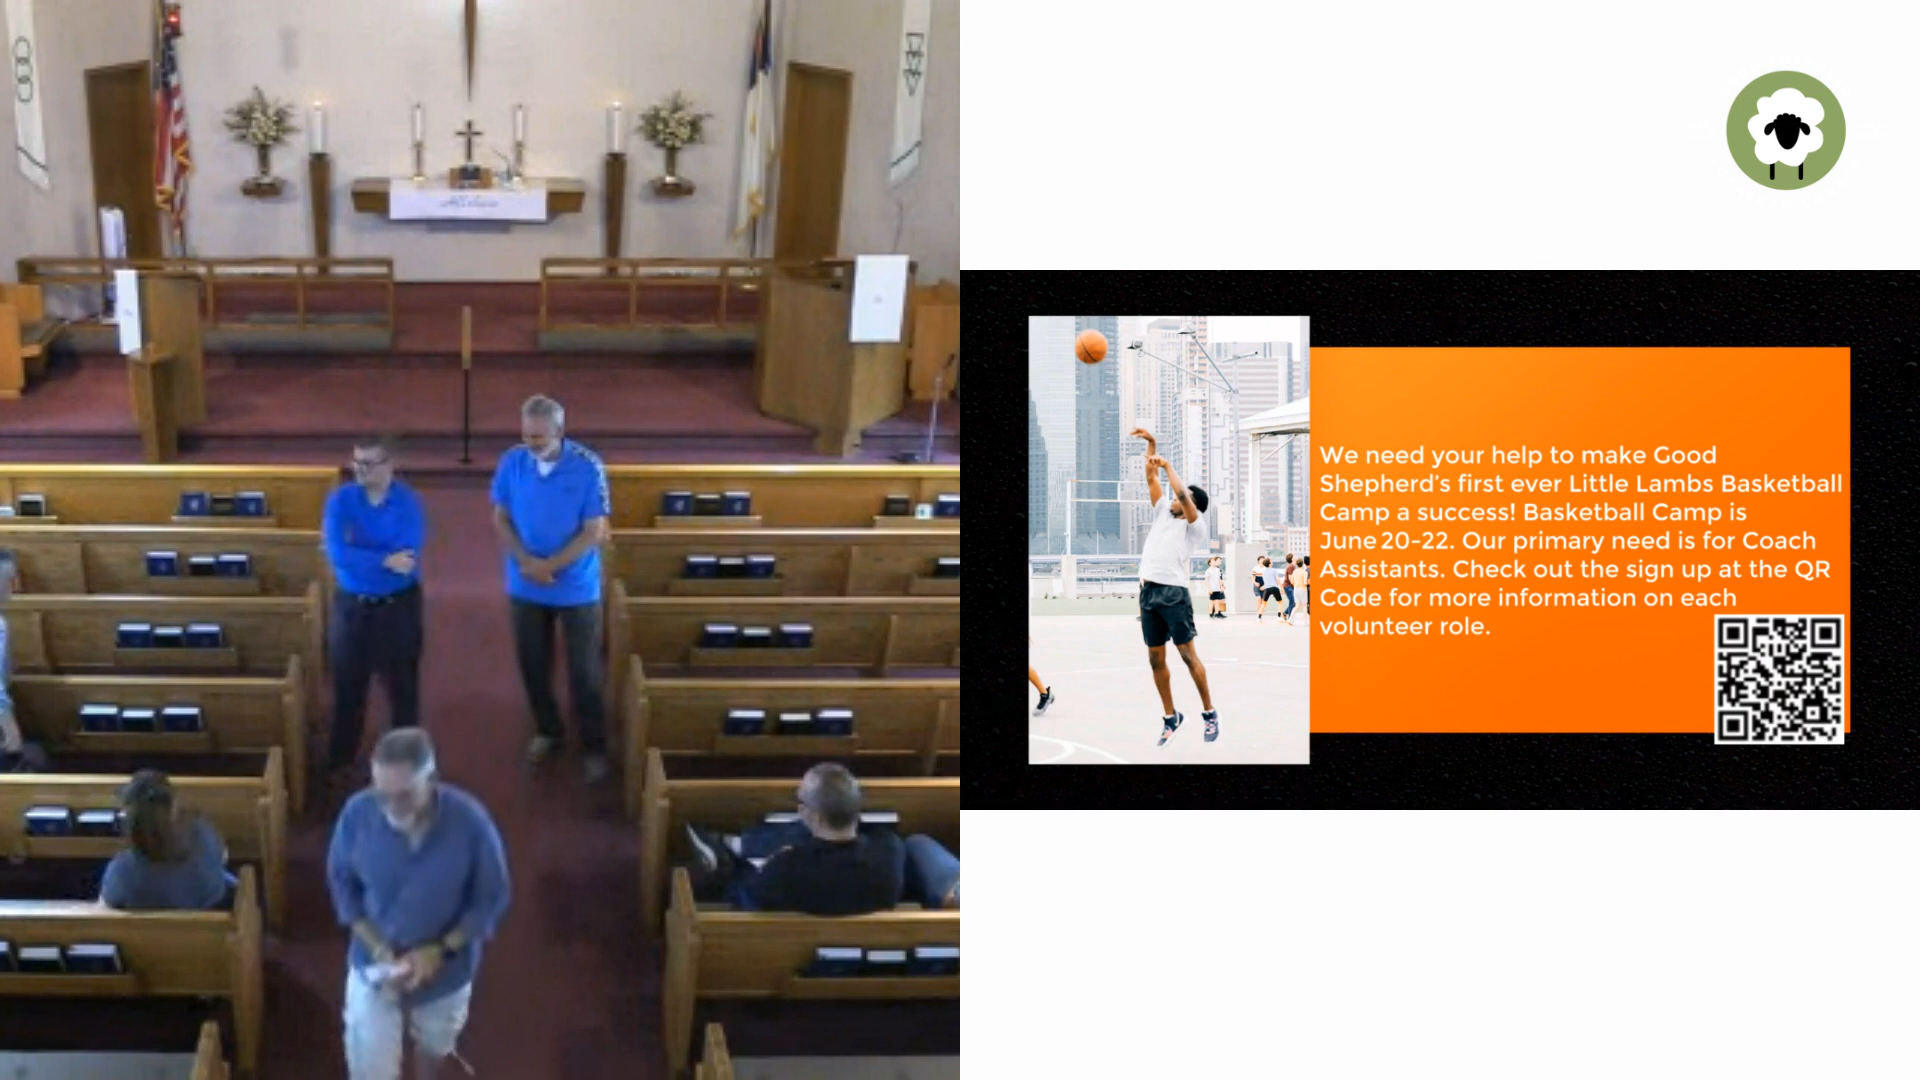 We need your help to make Good
Shepherd's first ever Little Lambs Basketball
Camp a success! Basketball Camp is
June 20-22. Our primary need is for Coach
Assistants. Check out the sign up at the QR
Code for more information on each
volunteer role.